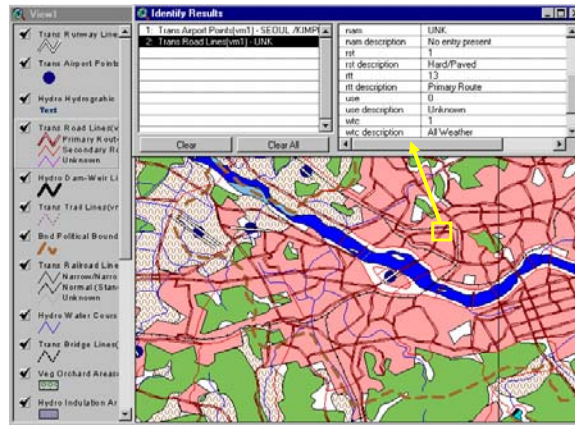 View1
Trans Runway Line
Trans Airport Points
Hydro Hydrographic
Text
Trans Road Lines(v
Primary Rout
Secondary R
Unknown
Hydro Dam-Weir Li
Trans Trail Lines(vr
Bnd Political Bound
Trans Railroad Line
Narrow/Narro
Normal (Stan
Unknown
Hydro Water Cours
Trans Bridge Lines(
Veg Orchard Areas
Hydro Indulation Ar
Identify Results
1: Trans Airport Points(vm1) - SEOUL /KIMPI
2: Trans Road Lines(vm1) - UNK
Clear
Clear All
nam UNK
nam description No entry present
rst 1
rst description Hard/Paved
rtt 13
rtt description Primary Route
use 0
use description Unknown
wtc 1
wtc description All Weather